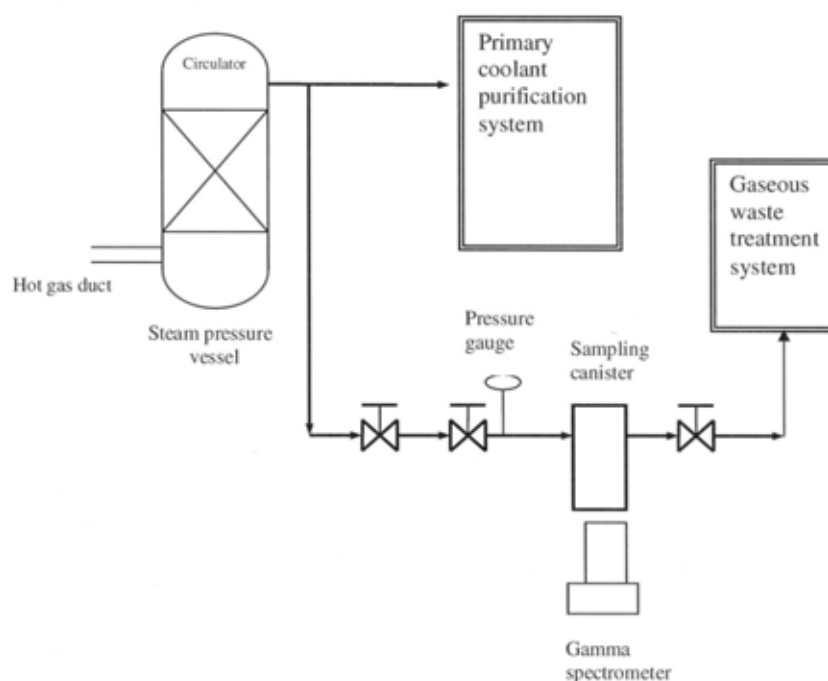 Circulator
Primary
coolant
purification
system
Gaseous
waste
treatment
system
Hot gas duct
Steam pressure
vessel
Pressure
gauge
Sampling
canister
Gamma
spectrometer